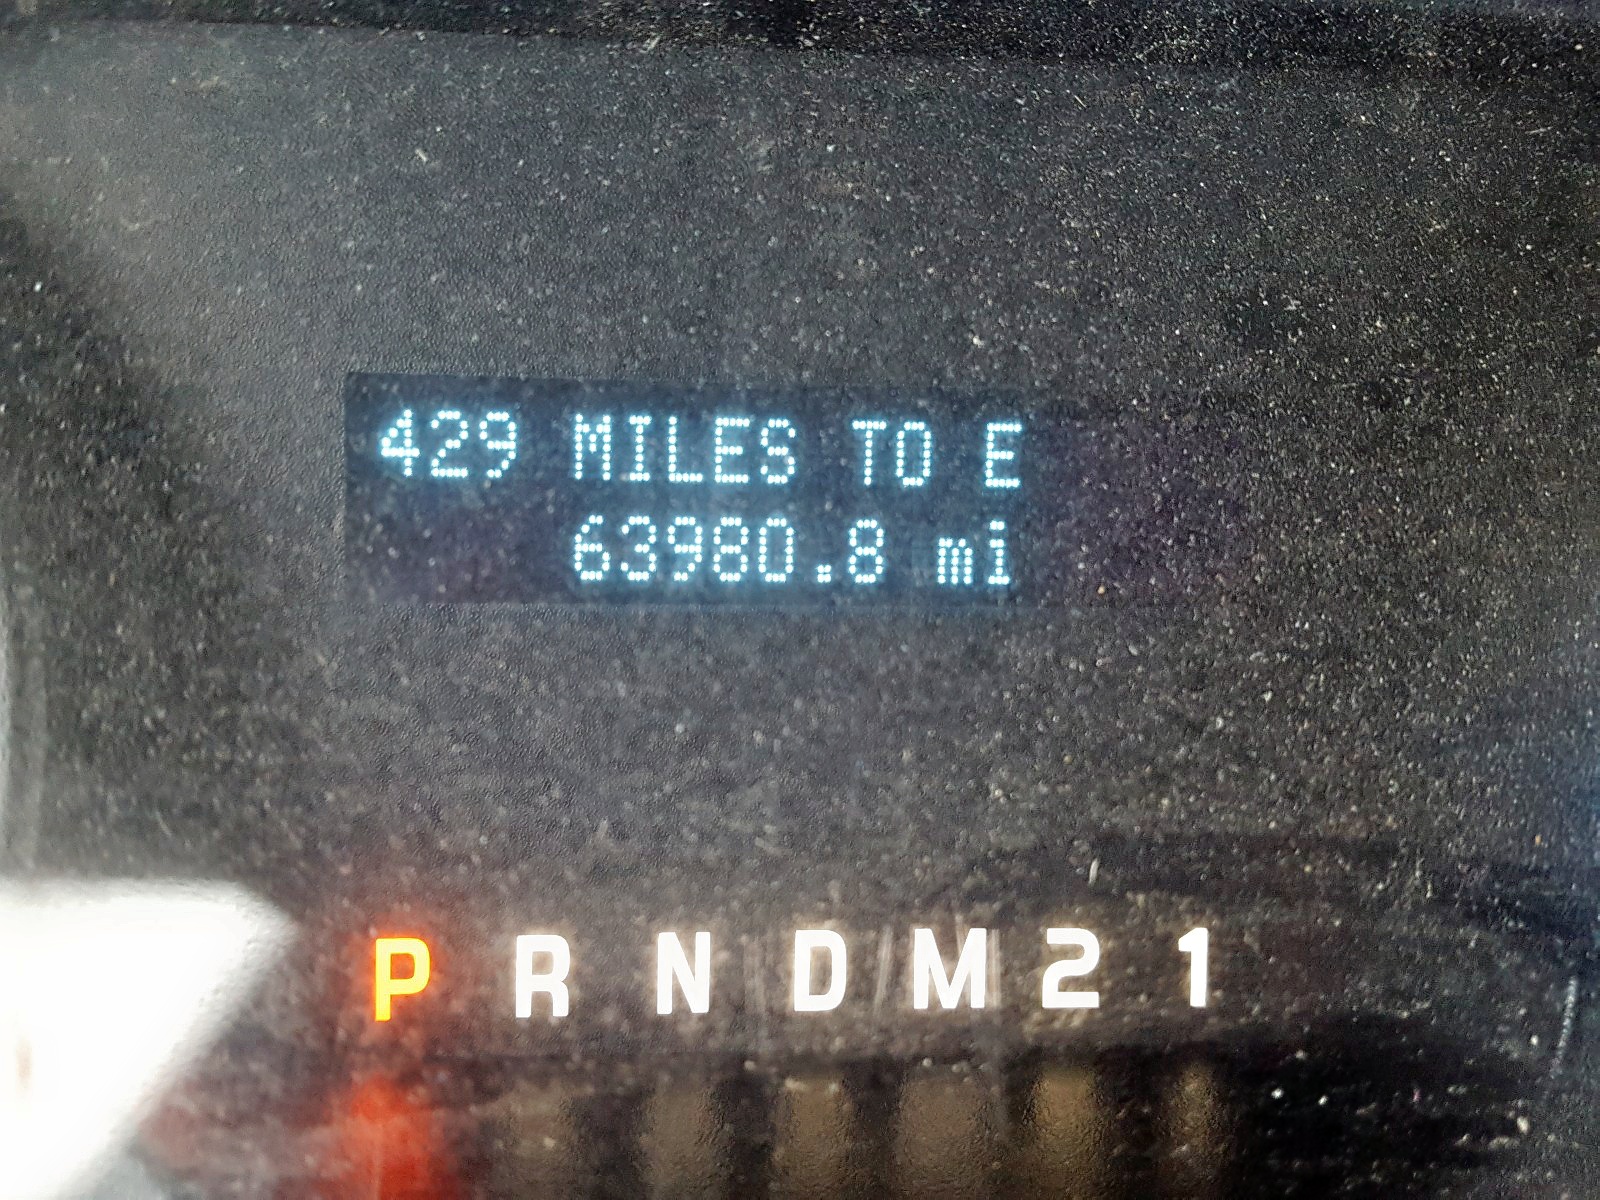 429 MILES TO E
63980.8 mi
P R N D M 2 1